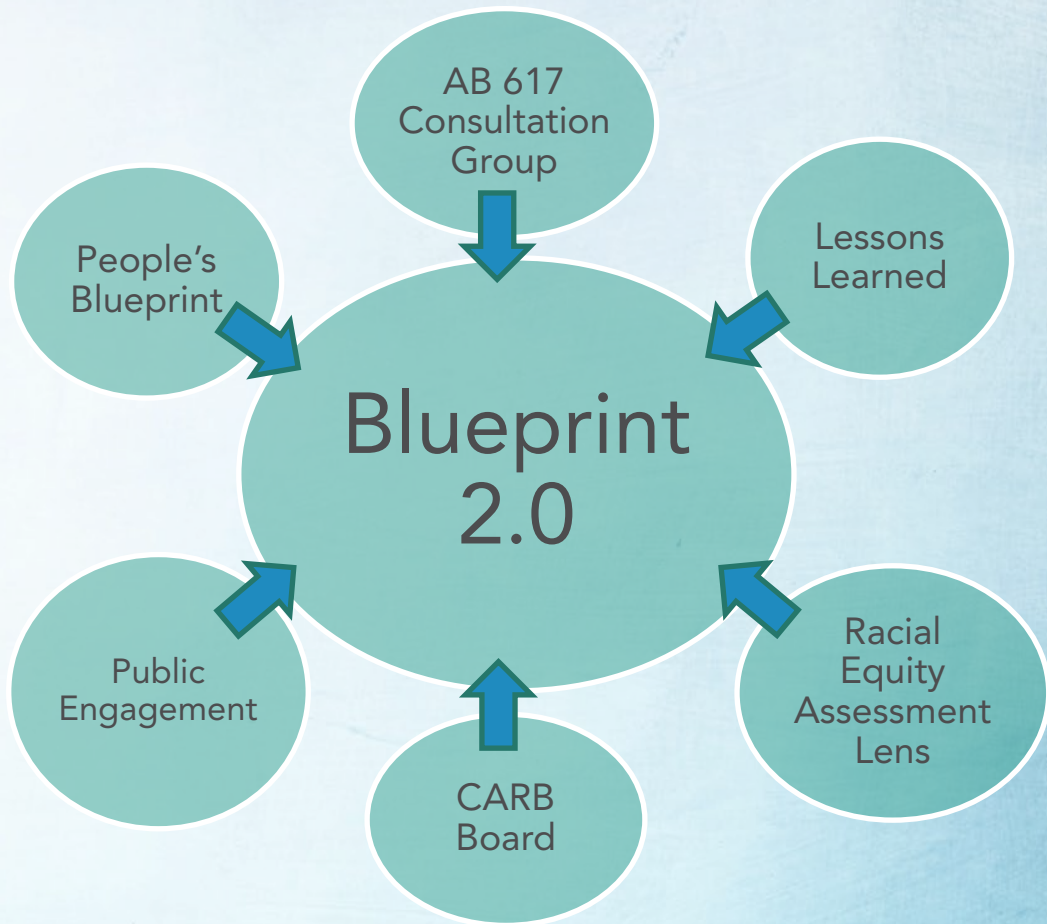 AB 617
Consultation
Group
People’s
Blueprint
Lessons
Learned
Blueprint
2.0
Public
Engagement
Racial
Equity
Assessment
Lens
CARB
Board